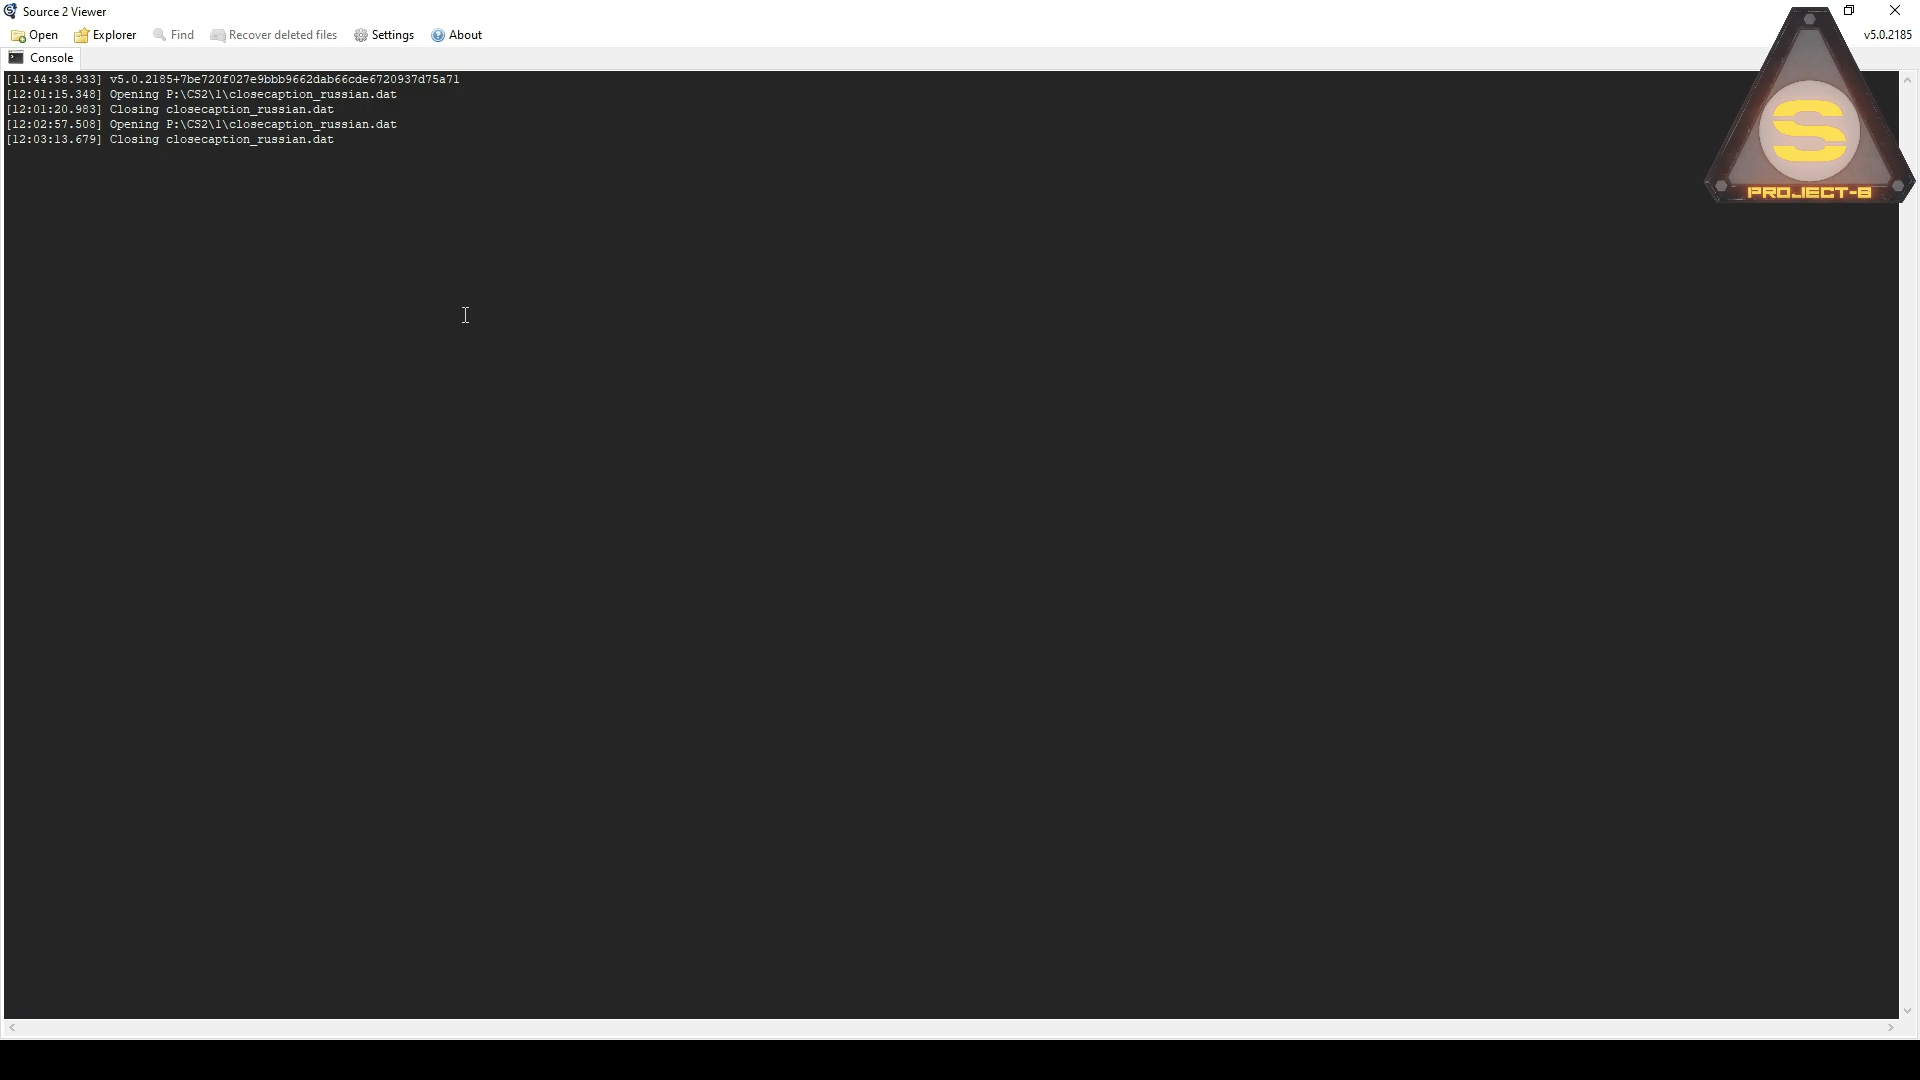 Source 2 Viewer
Open Explorer Find Recover deleted files Settings About v5.0.2185
Console
[11:44:38.933] v5.0.2185+7be720f027e9bbb9662dab66cde6720937d75a71
[12:01:15.348] Opening P:\CS2\1\closecaption_russian.dat
[12:01:20.983] Closing closecaption_russian.dat
[12:02:57.508] Opening P:\CS2\1\closecaption_russian.dat
[12:03:13.679] Closing closecaption_russian.dat
S
PROJECT-8